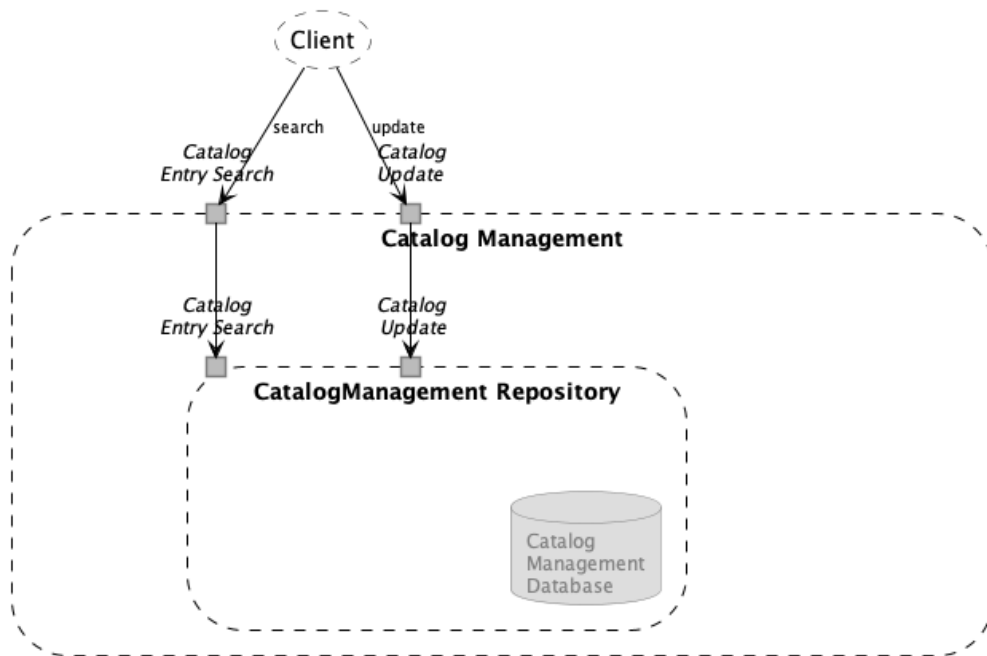 Client
search
update
Catalog
Entry Search
Catalog
Update
Catalog Management
Catalog
Entry Search
Catalog
Update
CatalogManagement Repository
Catalog
Management
Database